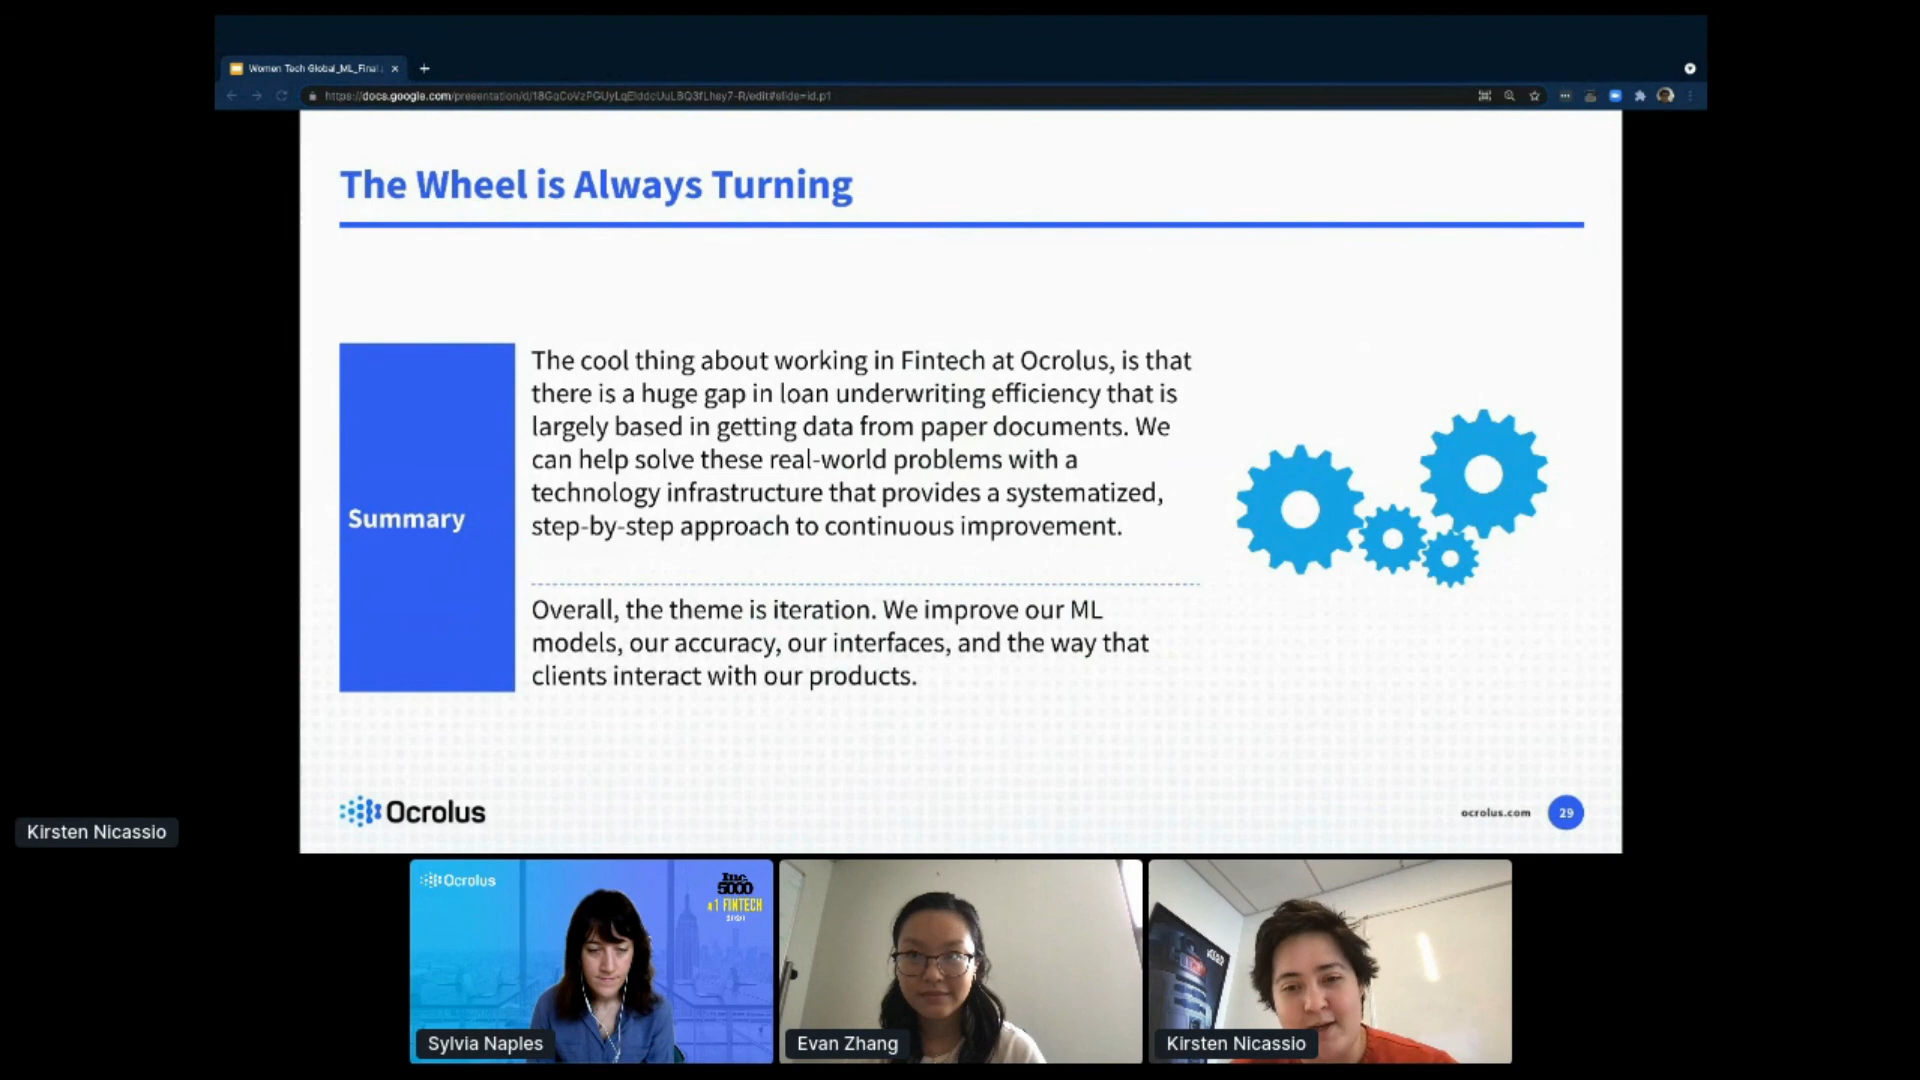 Women Tech Global_ML_Final
The Wheel is Always Turning
Summary
The cool thing about working in Fintech at Ocrolus, is that
there is a huge gap in loan underwriting efficiency that is
largely based in getting data from paper documents. We
can help solve these real-world problems with a
technology infrastructure that provides a systematized,
step-by-step approach to continuous improvement.
Overall, the theme is iteration. We improve our ML
models, our accuracy, our interfaces, and the way that
clients interact with our products.
Ocrolus
ocrolus.com
29
Kirsten Nicassio
Ocrolus
Inc.
5000
#1 FINTECH
2020
Sylvia Naples
Evan Zhang
Kirsten Nicassio